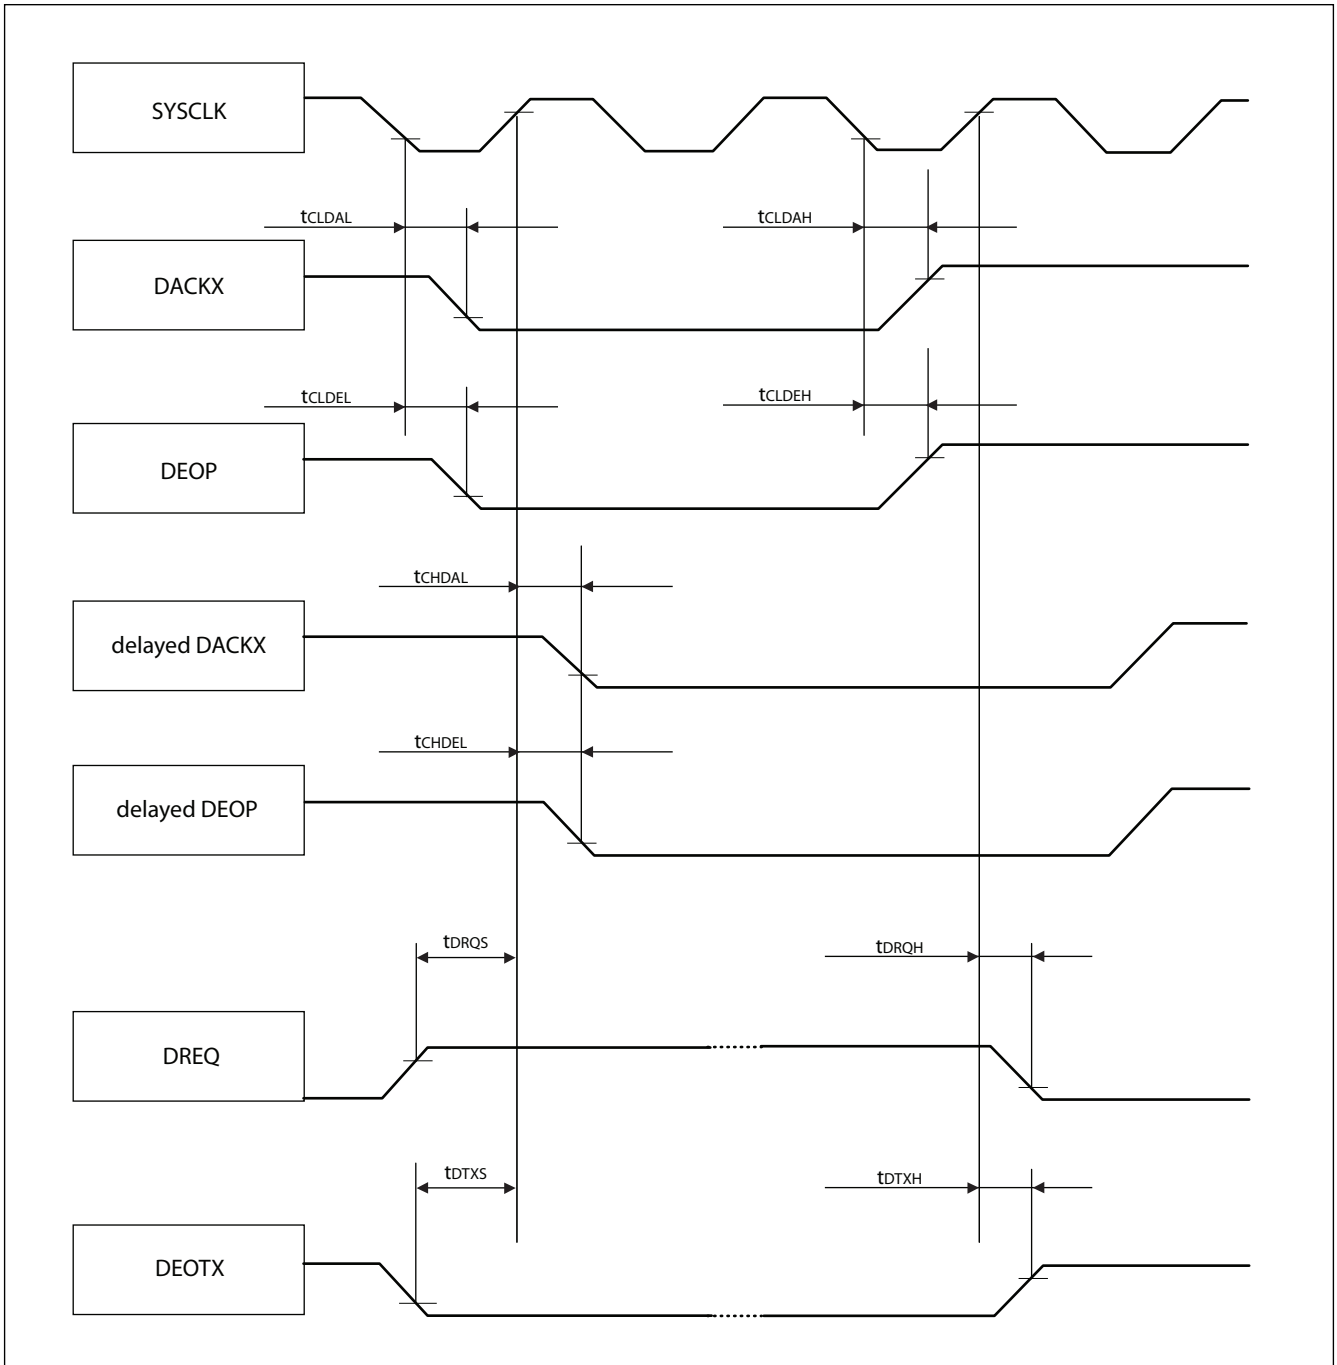 SYSCLK
tCLDAL
tCLDAH
DACKX
tCLDEL
tCLDEH
DEOP
tCHDAL
delayed DACKX
tCHDEL
delayed DEOP
tDRQS
tDRQH
DREQ
tDTXS
tDTXH
DEOTX